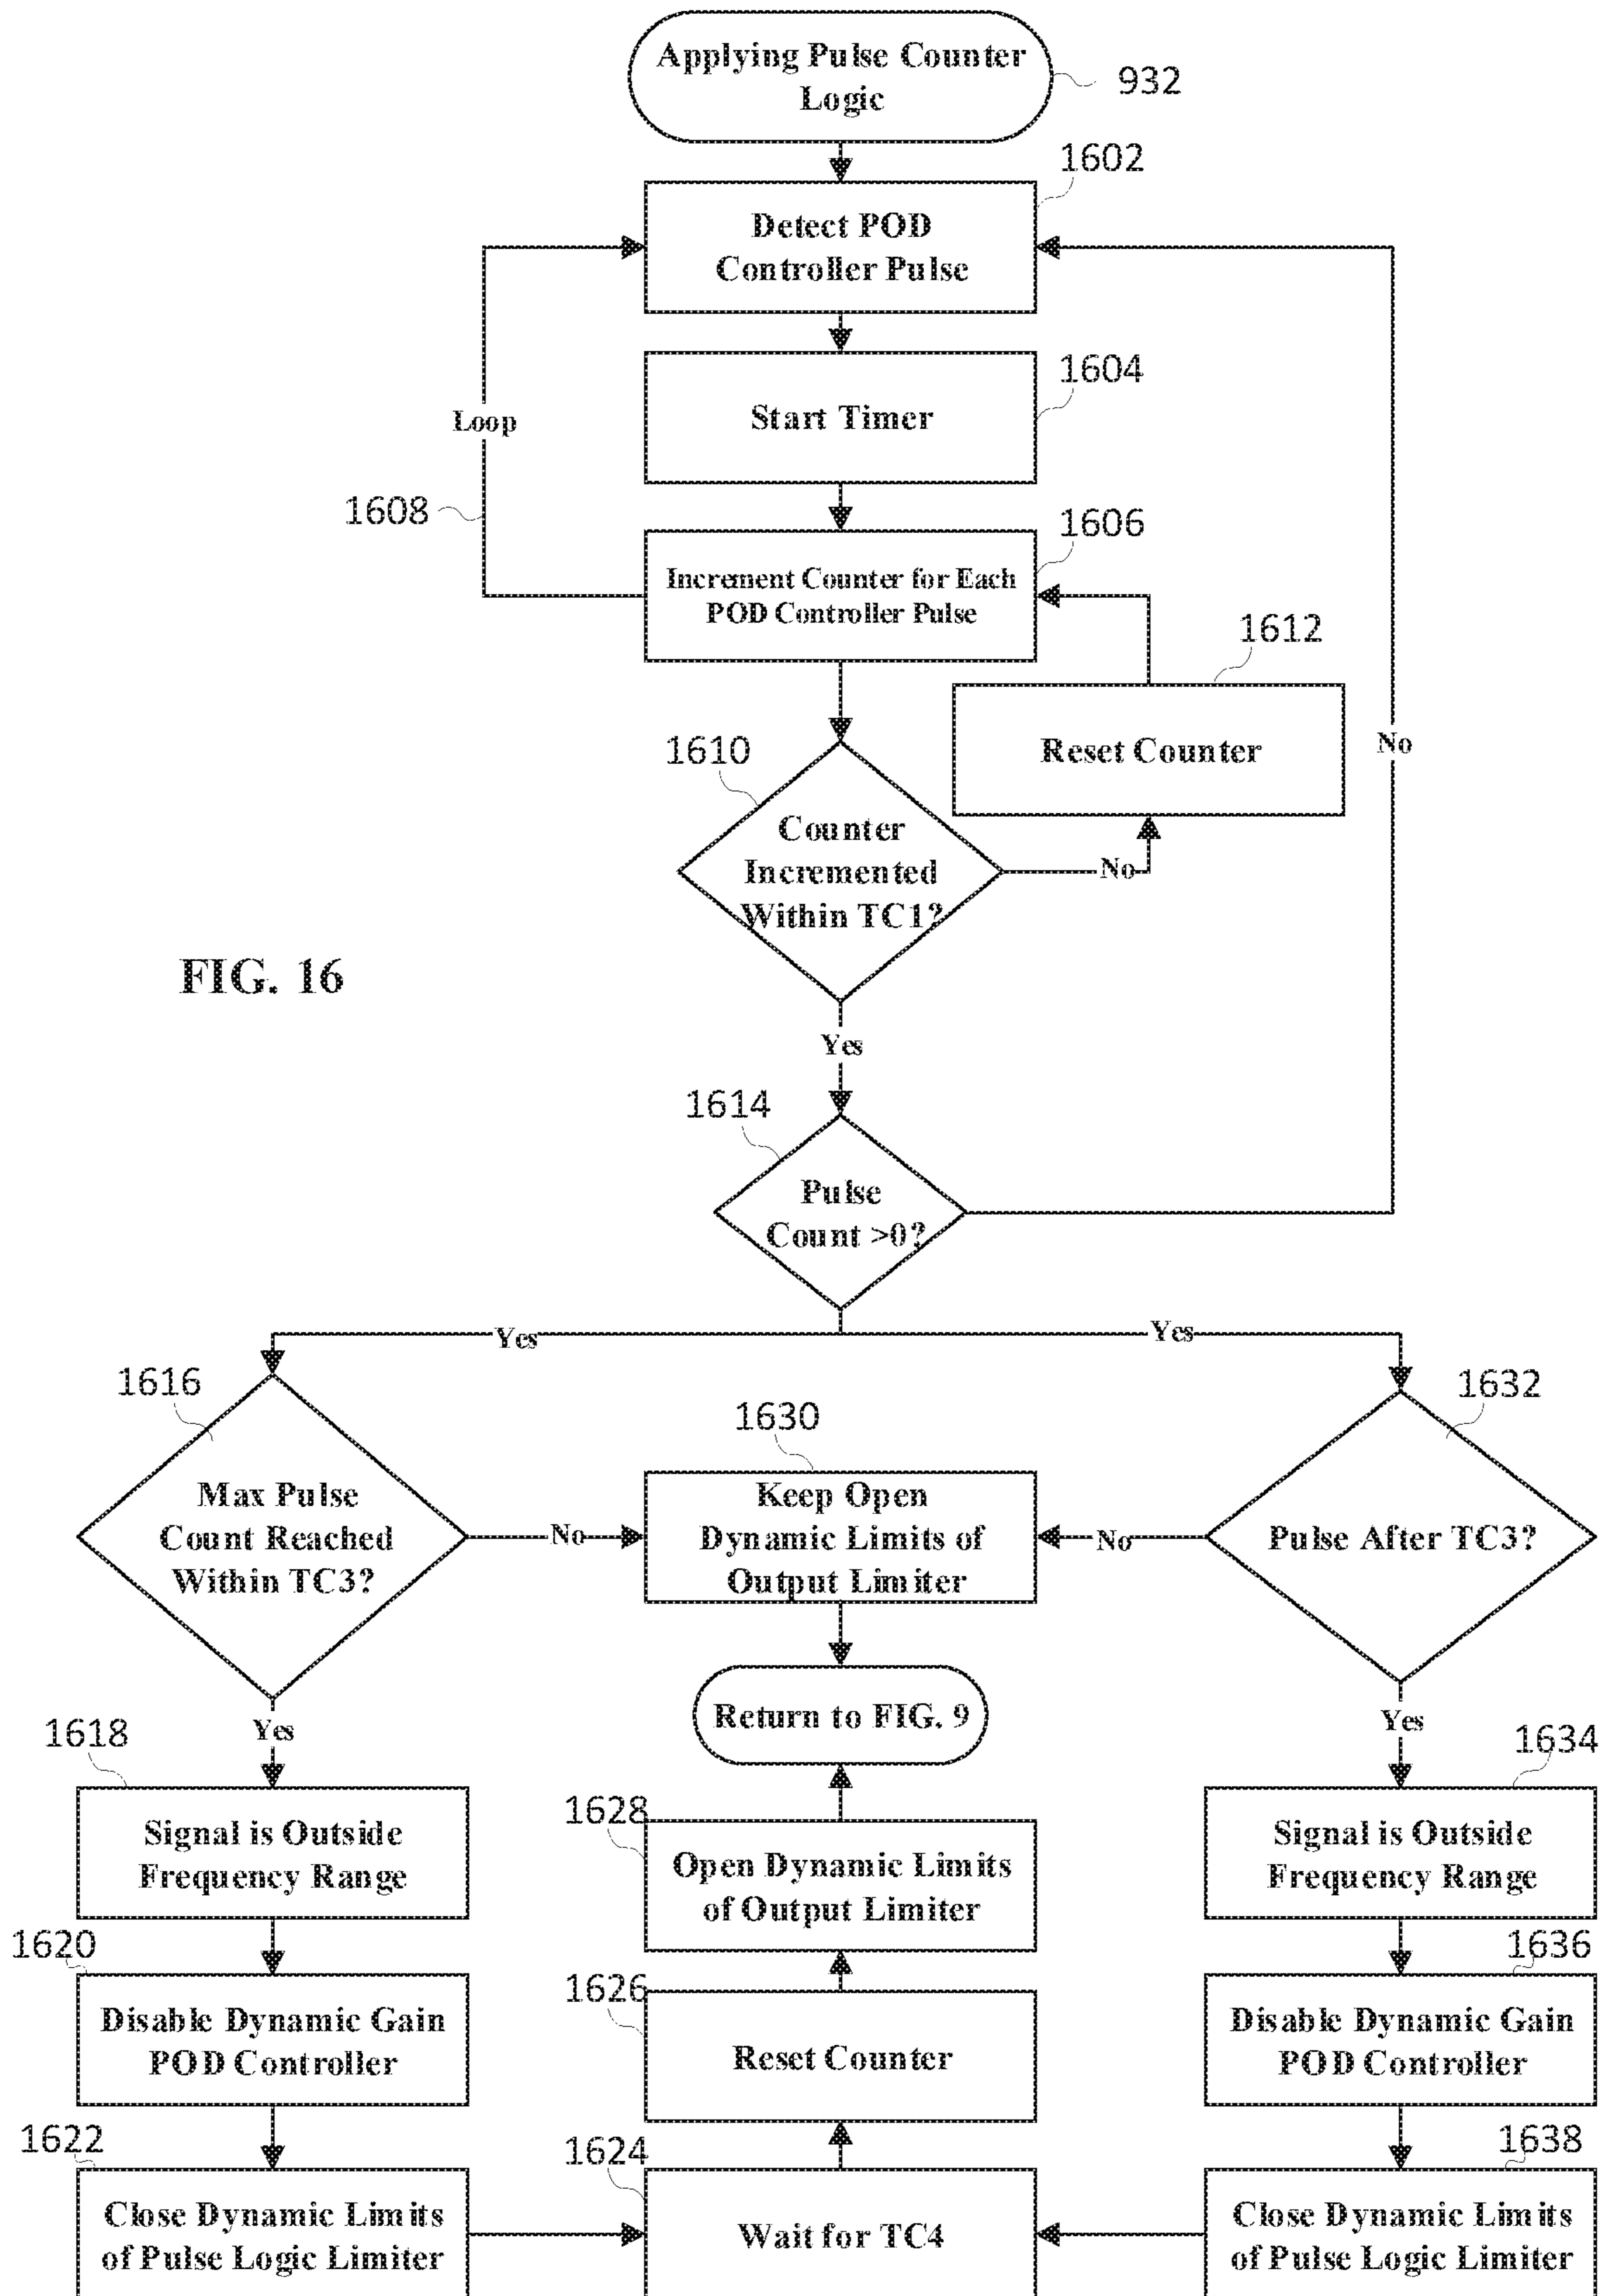 Applying Pulse Counter
Logic
932
1602
Detect POD
Controller Pulse
1604
Start Timer
Loop
1608
1606
Increment Counter for Each
POD Controller Pulse
1612
Reset Counter
No
1610
Counter
Incremented
Within TC1?
No
FIG. 16
Yes
1614
Pulse
Count >0?
Yes
Yes
1616
Max Pulse
Count Reached
Within TC3?
No
1630
Keep Open
Dynamic Limits of
Output Limiter
No
1632
Pulse After TC3?
Return to FIG. 9
Yes
Yes
1618
Signal is Outside
Frequency Range
1628
Open Dynamic Limits
of Output Limiter
1634
Signal is Outside
Frequency Range
1620
Disable Dynamic Gain
POD Controller
1626
Reset Counter
1636
Disable Dynamic Gain
POD Controller
1622
Close Dynamic Limits
of Pulse Logic Limiter
1624
Wait for TC4
1638
Close Dynamic Limits
of Pulse Logic Limiter